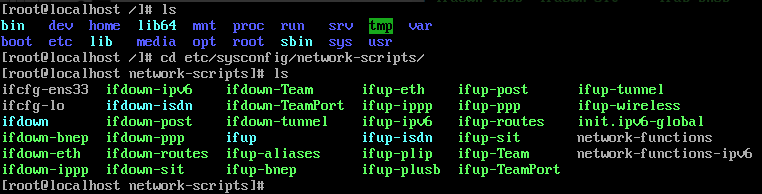 [root@localhost /]# ls
bin dev home lib64 mnt proc run srv tmp var
boot etc lib media opt root sbin sys usr
[root@localhost /]# cd etc/sysconfig/network-scripts/
[root@localhost network-scripts]# ls
ifcfg-ens33 ifdown-ipv6 ifdown-Team ifup-eth ifup-post ifup-tunnel
ifcfg-lo ifdown-isdn ifdown-TeamPort ifup-ippp ifup-ppp ifup-wireless
ifdown ifdown-post ifdown-tunnel ifup-ipv6 ifup-routes init.ipv6-global
ifdown-bnep ifdown-ppp ifup ifup-isdn ifup-sit network-functions
ifdown-eth ifdown-routes ifup-aliases ifup-plip ifup-Team network-functions-ipv6
ifdown-ippp ifdown-sit ifup-bnep ifup-plusb ifup-TeamPort
[root@localhost network-scripts]#